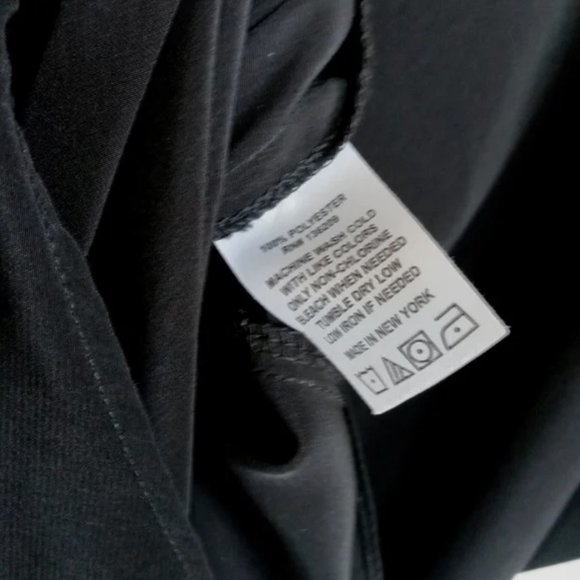 100% POLYESTER
RN# 136289
MACHINE WASH COLD
WITH LIKE COLORS
ONLY NON-CHLORINE
BLEACH WHEN NEEDED
TUMBLE DRY LOW
LOW IRON IF NEEDED
MADE IN NEW YORK